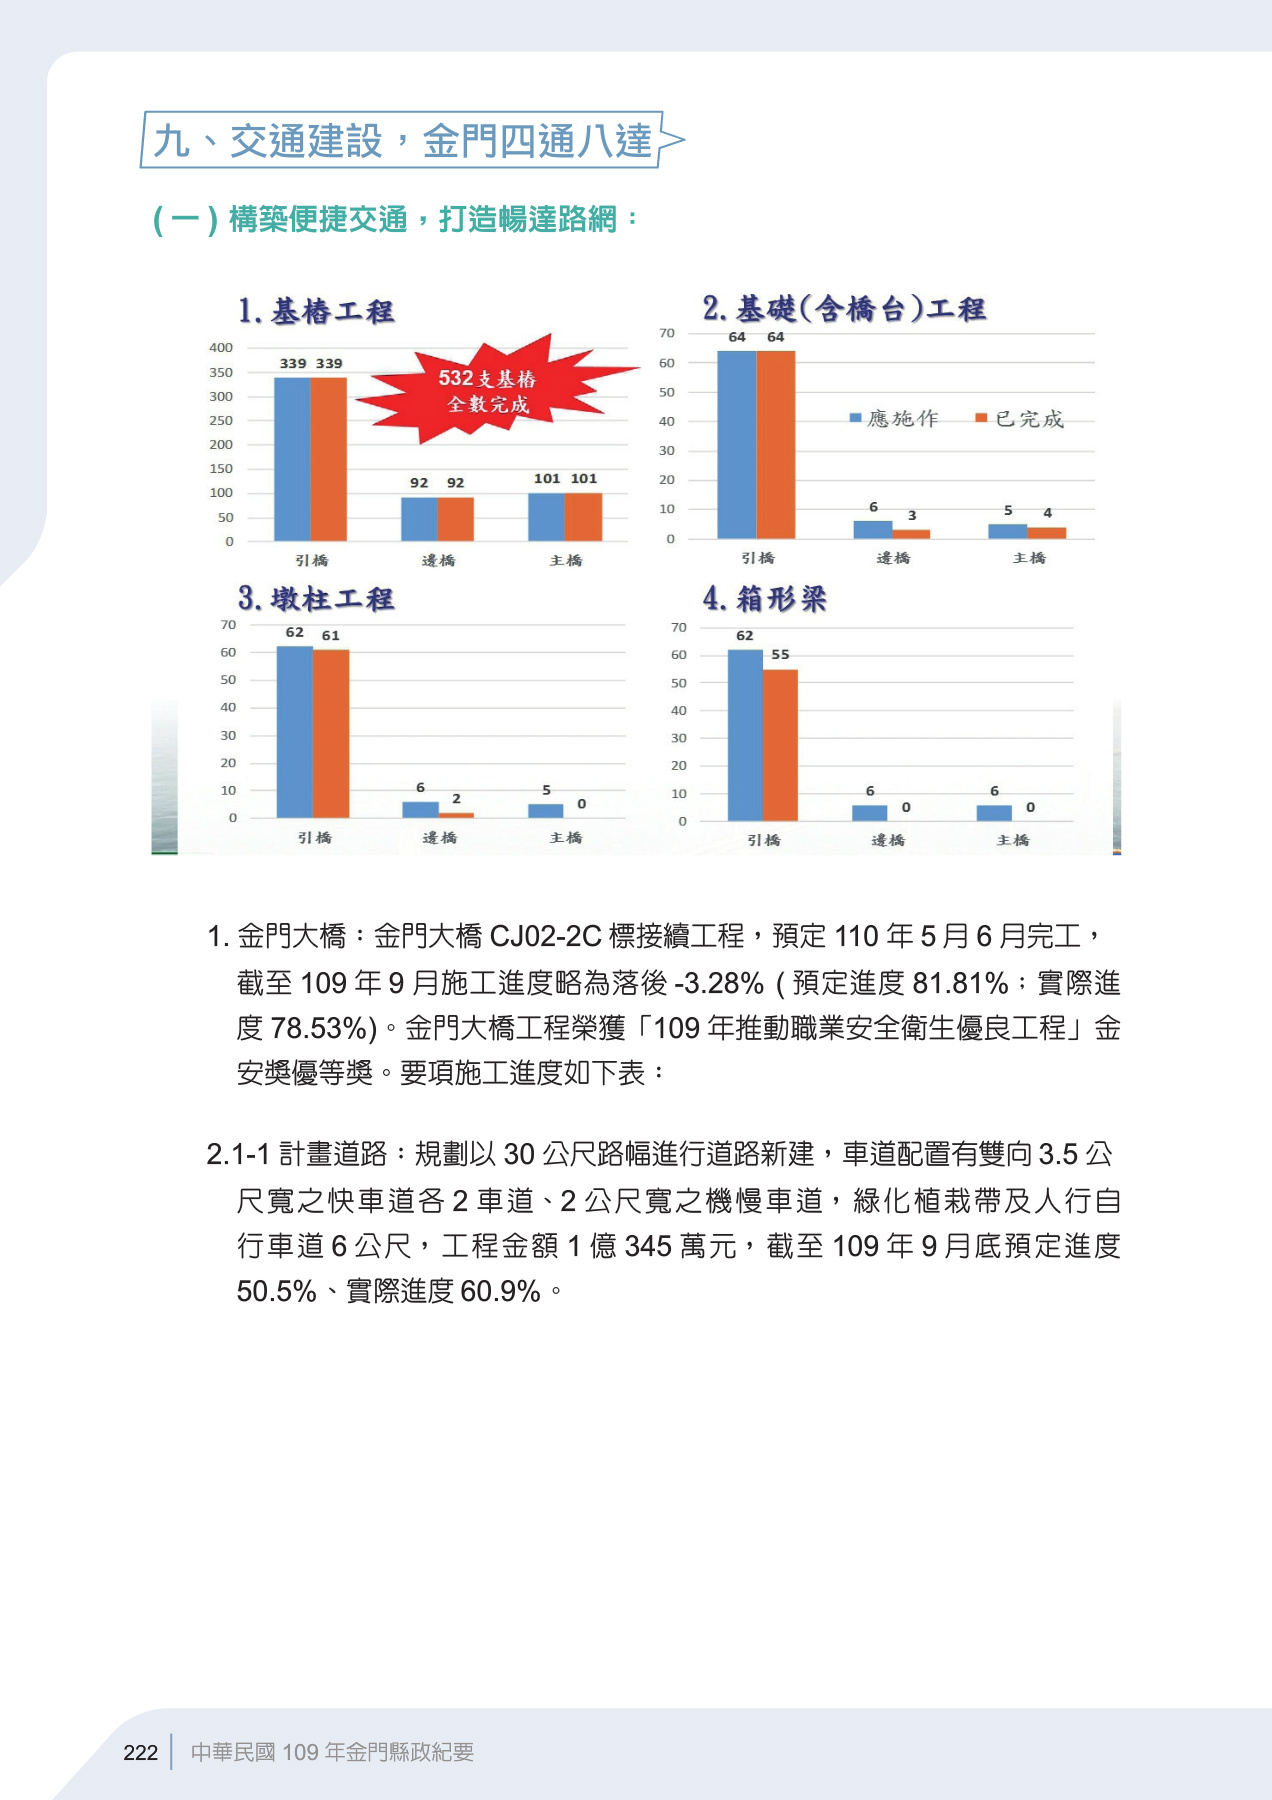 九、交通建設，金門四通八達
(一) 構築便捷交通，打造暢達路網：
1.基樁工程
400
350
300
250
200
150
100
50
0
339 339
92 92
101 101
532支基樁
全數完成
引橋 邊橋 主橋
2.基礎(含橋台)工程
70
60
50
40
30
20
10
0
64 64
6 3
5 4
應施作 已完成
引橋 邊橋 主橋
3.墩柱工程
70
60
50
40
30
20
10
0
62 61
6 2
5 0
引橋 邊橋 主橋
4.箱形梁
70
60
50
40
30
20
10
0
62 55
6 0
6 0
引橋 邊橋 主橋
1. 金門大橋：金門大橋 CJ02-2C 標接續工程，預定 110 年 5 月 6 月完工，
截至 109 年 9 月施工進度略為落後 -3.28% ( 預定進度 81.81%；實際進
度 78.53%)。金門大橋工程榮獲「109 年推動職業安全衛生優良工程」金
安獎優等獎。要項施工進度如下表：
2.1-1 計畫道路：規劃以 30 公尺路幅進行道路新建，車道配置有雙向 3.5 公
尺寬之快車道各 2 車道、2 公尺寬之機慢車道，綠化植栽帶及人行自
行車道 6 公尺，工程金額 1 億 345 萬元，截至 109 年 9 月底預定進度
50.5%、實際進度 60.9%。
222 中華民國 109 年金門縣政紀要